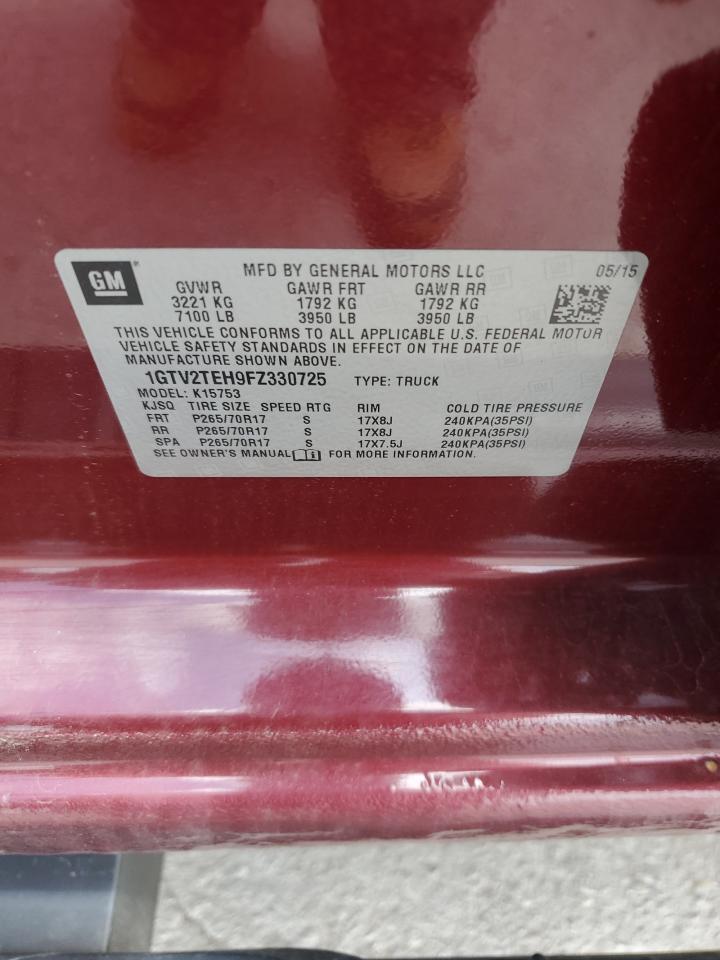 GM
MFD BY GENERAL MOTORS LLC 05/15
GVWR GAWR FRT GAWR RR
3221 KG 1792 KG 1792 KG
7100 LB 3950 LB 3950 LB
THIS VEHICLE CONFORMS TO ALL APPLICABLE U.S. FEDERAL MOTOR
VEHICLE SAFETY STANDARDS IN EFFECT ON THE DATE OF
MANUFACTURE SHOWN ABOVE.
1GTV2TEH9FZ330725 TYPE: TRUCK
MODEL: K15753
KJSQ TIRE SIZE SPEED RTG RIM COLD TIRE PRESSURE
FRT P265/70R17 S 17X8J 240KPA(35PSI)
RR P265/70R17 S 17X8J 240KPA(35PSI)
SPA P265/70R17 S 17X7.5J 240KPA(35PSI)
SEE OWNER'S MANUAL FOR MORE INFORMATION.